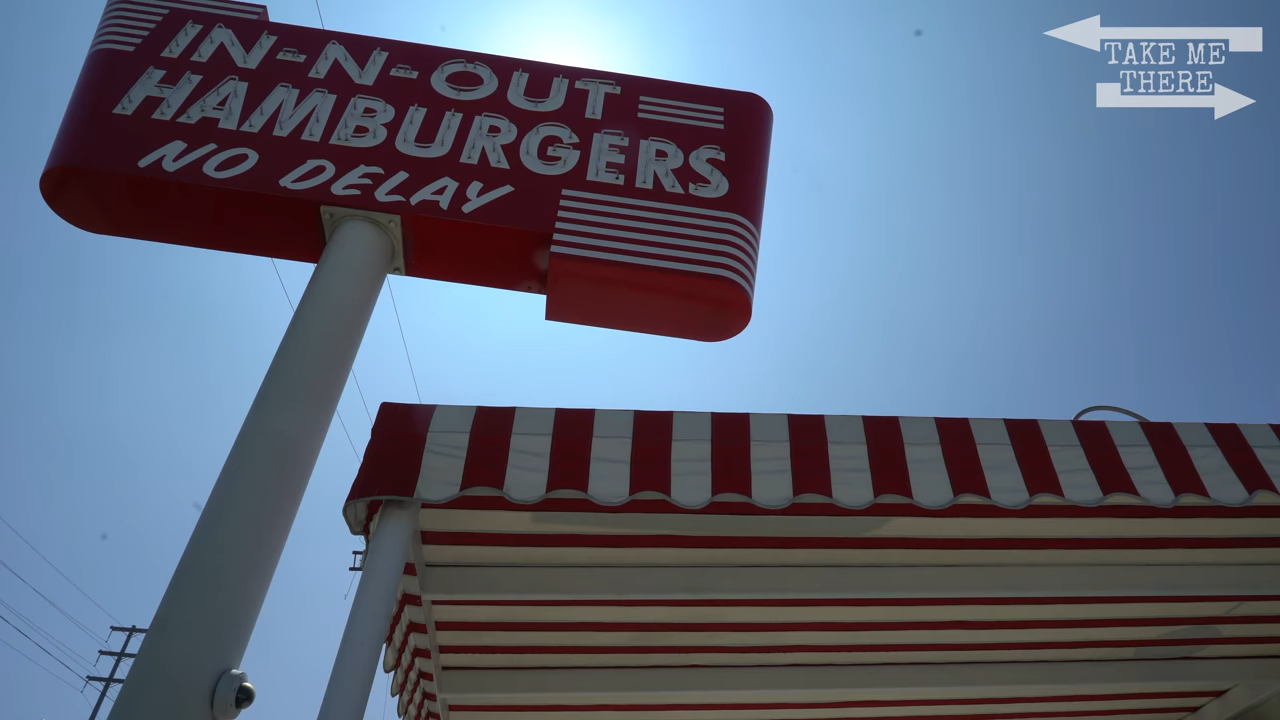 IN-N-OUT
HAMBURGERS
NO DELAY
TAKE ME
THERE